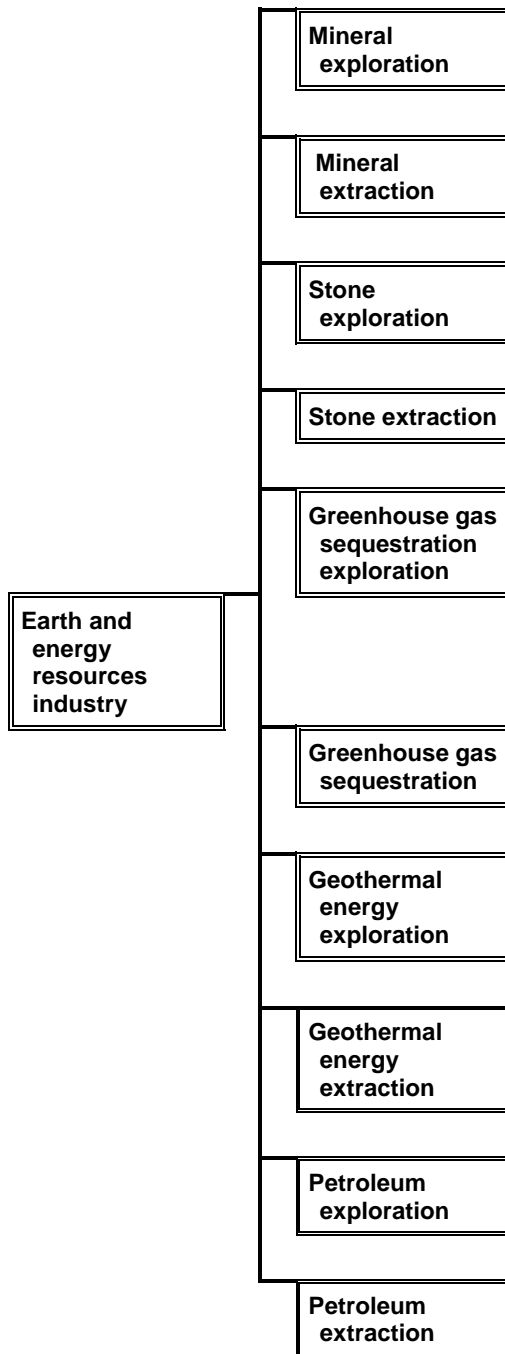 Mineral
exploration
Mineral
extraction
Stone
exploration
Stone extraction
Greenhouse gas
sequestration
exploration
Earth and
energy
resources
industry
Greenhouse gas
sequestration
Geothermal
energy
exploration
Geothermal
energy
extraction
Petroleum
exploration
Petroleum
extraction